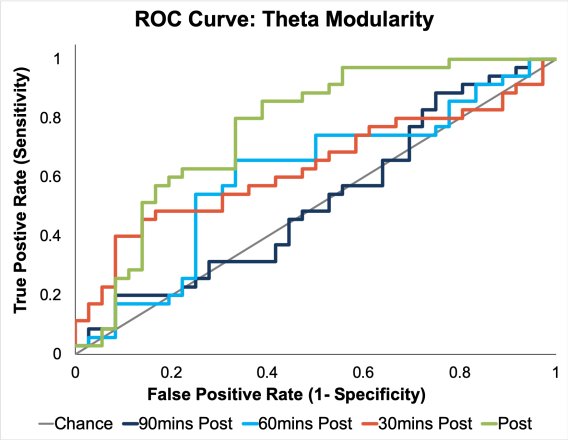 ROC Curve: Theta Modularity
True Postive Rate (Sensitivity)
1
0.8
0.6
0.4
0.2
0
0 0.2 0.4 0.6 0.8 1
False Positive Rate (1- Specificity)
Chance 90mins Post 60mins Post 30mins Post Post